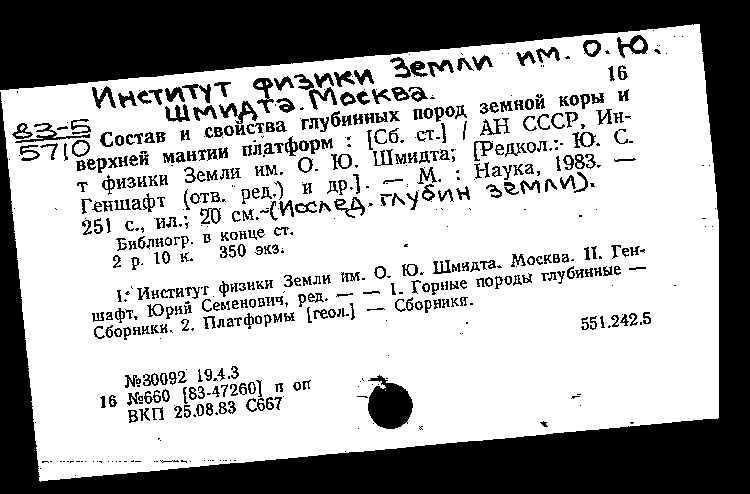 Институт физики Земли им. О.Ю.
Шмидта. Москва.
16
83-5
5710
Состав и свойства глубинных пород земной коры и
верхней мантии платформ : [Сб. ст.] / АН СССР, Ин-
т физики Земли им. О. Ю. Шмидта; [Редкол.: Ю. С.
Геншафт (отв. ред.) и др.]. — М. : Наука, 1983. —
251 с., ил.; 20 см.-(Исслед. глубин земли).
Библиогр. в конце ст.
2 р. 10 к. 350 экз.
I. Институт физики Земли им. О. Ю. Шмидта. Москва. II. Ген-
шафт, Юрий Семенович, ред. — — 1. Горные породы глубинные —
Сборники. 2. Платформы [геол.] — Сборники.
551.242.5
№30092 19.4.3
16 №660 [83-47260] п оп
ВКП 25.08.83 С667